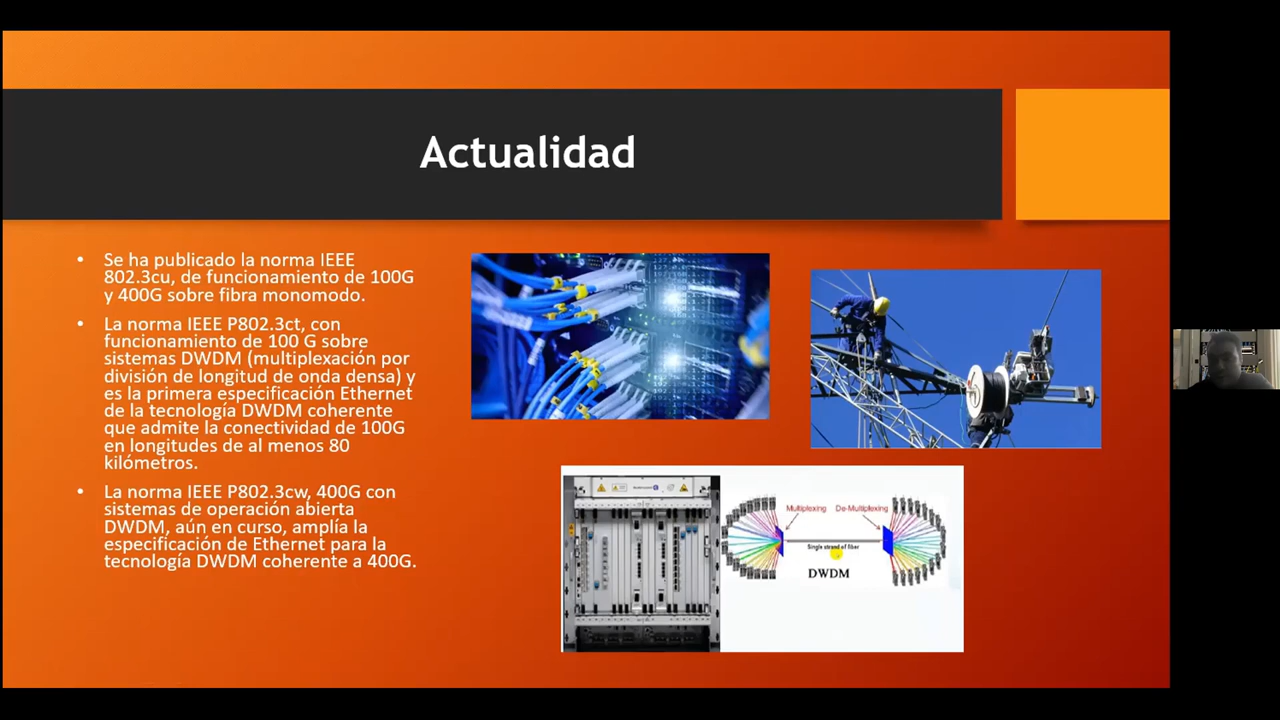 Actualidad
• Se ha publicado la norma IEEE
802.3cu, de funcionamiento de 100G
y 400G sobre fibra monomodo.
• La norma IEEE P802.3ct, con
funcionamiento de 100 G sobre
sistemas DWDM (multiplexación por
división de longitud de onda densa) y
es la primera especificación Ethernet
de la tecnología DWDM coherente
que admite la conectividad de 100G
en longitudes de al menos 80
kilómetros.
• La norma IEEE P802.3cw, 400G con
sistemas de operación abierta
DWDM, aún en curso, amplía la
especificación de Ethernet para la
tecnología DWDM coherente a 400G.
Multiplexing De-Multiplexing
Single strand of fiber
DWDM